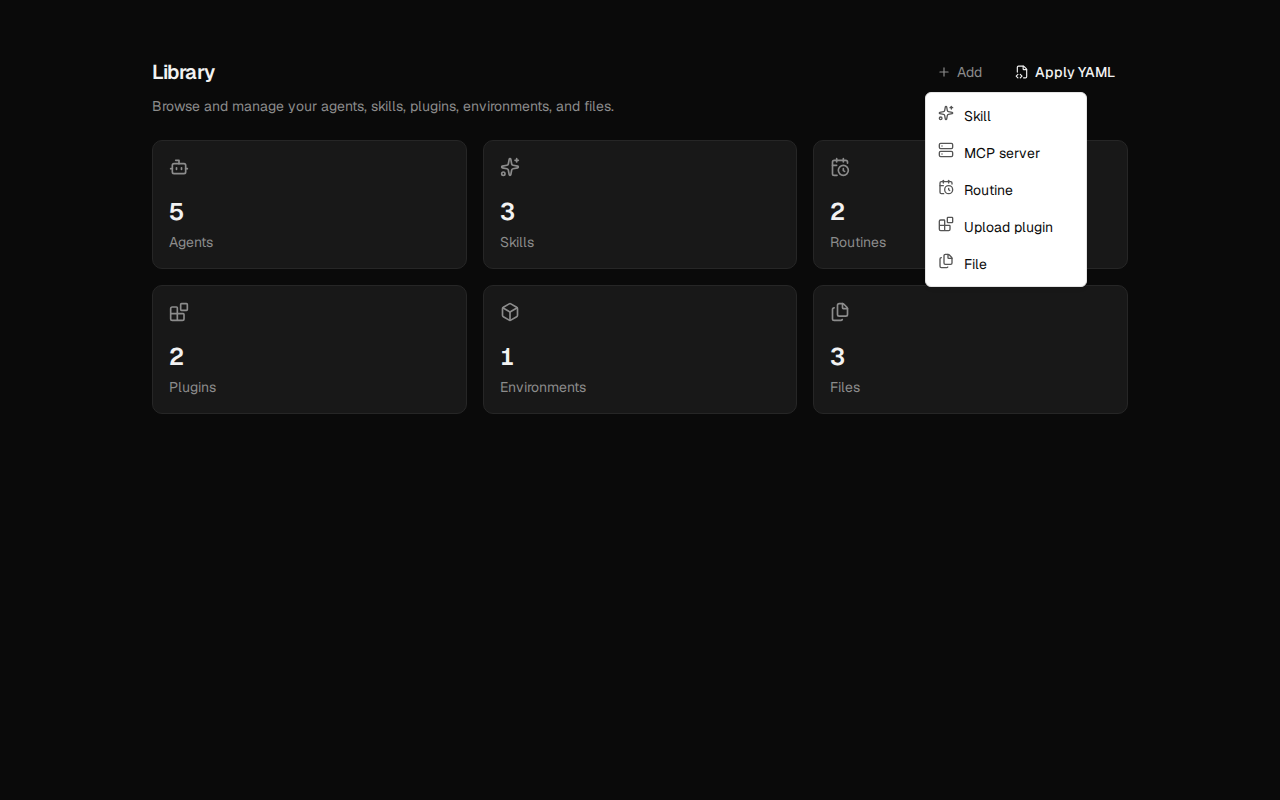 Library
Add
Apply YAML
Browse and manage your agents, skills, plugins, environments, and files.
Skill
MCP server
Routine
Upload plugin
File
5
Agents
3
Skills
2
Routines
2
Plugins
1
Environments
3
Files